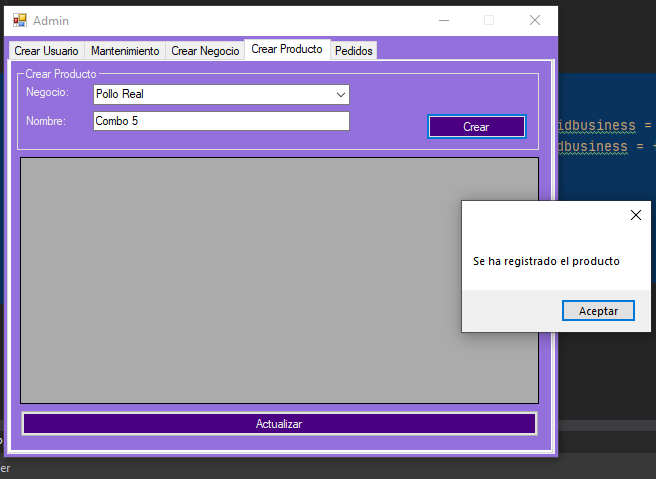 Admin
Crear Usuario Mantenimiento Crear Negocio Crear Producto Pedidos
Crear Producto
Negocio: Pollo Real
Nombre: Combo 5
Crear
idbusiness =
dbusiness =
Se ha registrado el producto
Aceptar
Actualizar
er